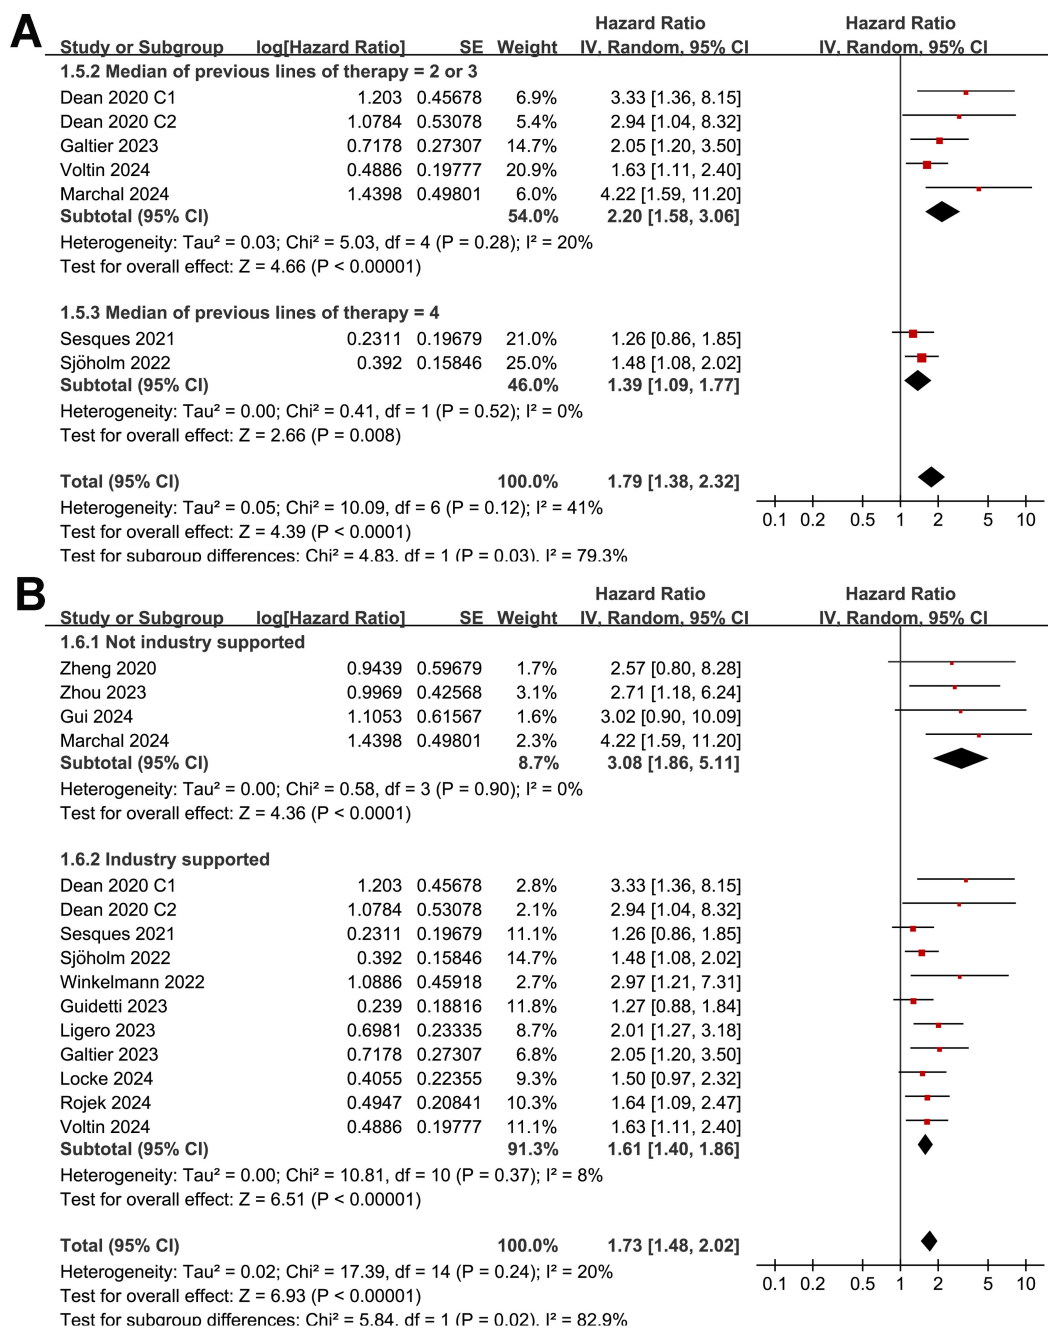 A
Hazard Ratio Hazard Ratio
Study or Subgroup log[Hazard Ratio] SE Weight IV, Random, 95% CI IV, Random, 95% CI
1.5.2 Median of previous lines of therapy = 2 or 3
Dean 2020 C1 1.203 0.45678 6.9% 3.33 [1.36, 8.15]
Dean 2020 C2 1.0784 0.53078 5.4% 2.94 [1.04, 8.32]
Galtier 2023 0.7178 0.27307 14.7% 2.05 [1.20, 3.50]
Voltin 2024 0.4886 0.19777 20.9% 1.63 [1.11, 2.40]
Marchal 2024 1.4398 0.49801 6.0% 4.22 [1.59, 11.20]
Subtotal (95% CI) 54.0% 2.20 [1.58, 3.06]
Heterogeneity: Tau² = 0.03; Chi² = 5.03, df = 4 (P = 0.28); I² = 20%
Test for overall effect: Z = 4.66 (P < 0.00001)
1.5.3 Median of previous lines of therapy = 4
Sesques 2021 0.2311 0.19679 21.0% 1.26 [0.86, 1.85]
Sjöholm 2022 0.392 0.15846 25.0% 1.48 [1.08, 2.02]
Subtotal (95% CI) 46.0% 1.39 [1.09, 1.77]
Heterogeneity: Tau² = 0.00; Chi² = 0.41, df = 1 (P = 0.52); I² = 0%
Test for overall effect: Z = 2.66 (P = 0.008)
Total (95% CI) 100.0% 1.79 [1.38, 2.32]
Heterogeneity: Tau² = 0.05; Chi² = 10.09, df = 6 (P = 0.12); I² = 41%
0.1 0.2 0.5 1 2 5 10
Test for overall effect: Z = 4.39 (P < 0.0001)
Test for subgroup differences: Chi² = 4.83, df = 1 (P = 0.03), I² = 79.3%
B
Hazard Ratio Hazard Ratio
Study or Subgroup log[Hazard Ratio] SE Weight IV, Random, 95% CI IV, Random, 95% CI
1.6.1 Not industry supported
Zheng 2020 0.9439 0.59679 1.7% 2.57 [0.80, 8.28]
Zhou 2023 0.9969 0.42568 3.1% 2.71 [1.18, 6.24]
Gui 2024 1.1053 0.61567 1.6% 3.02 [0.90, 10.09]
Marchal 2024 1.4398 0.49801 2.3% 4.22 [1.59, 11.20]
Subtotal (95% CI) 8.7% 3.08 [1.86, 5.11]
Heterogeneity: Tau² = 0.00; Chi² = 0.58, df = 3 (P = 0.90); I² = 0%
Test for overall effect: Z = 4.36 (P < 0.0001)
1.6.2 Industry supported
Dean 2020 C1 1.203 0.45678 2.8% 3.33 [1.36, 8.15]
Dean 2020 C2 1.0784 0.53078 2.1% 2.94 [1.04, 8.32]
Sesques 2021 0.2311 0.19679 11.1% 1.26 [0.86, 1.85]
Sjöholm 2022 0.392 0.15846 14.7% 1.48 [1.08, 2.02]
Winkelmann 2022 1.0886 0.45918 2.7% 2.97 [1.21, 7.31]
Guidetti 2023 0.239 0.18816 11.8% 1.27 [0.88, 1.84]
Ligero 2023 0.6981 0.23335 8.7% 2.01 [1.27, 3.18]
Galtier 2023 0.7178 0.27307 6.8% 2.05 [1.20, 3.50]
Locke 2024 0.4055 0.22355 9.3% 1.50 [0.97, 2.32]
Rojek 2024 0.4947 0.20841 10.3% 1.64 [1.09, 2.47]
Voltin 2024 0.4886 0.19777 11.1% 1.63 [1.11, 2.40]
Subtotal (95% CI) 91.3% 1.61 [1.40, 1.86]
Heterogeneity: Tau² = 0.00; Chi² = 10.81, df = 10 (P = 0.37); I² = 8%
Test for overall effect: Z = 6.51 (P < 0.00001)
Total (95% CI) 100.0% 1.73 [1.48, 2.02]
Heterogeneity: Tau² = 0.02; Chi² = 17.39, df = 14 (P = 0.24); I² = 20%
0.1 0.2 0.5 1 2 5 10
Test for overall effect: Z = 6.93 (P < 0.00001)
Test for subgroup differences: Chi² = 5.84, df = 1 (P = 0.02), I² = 82.9%